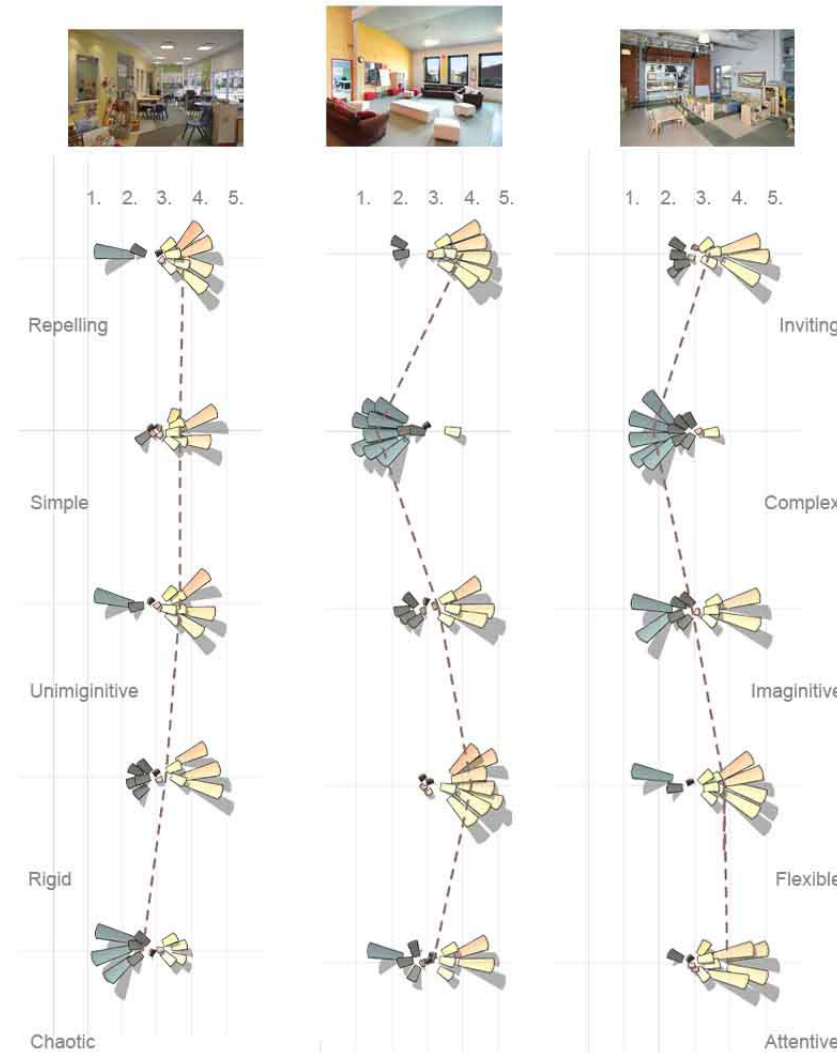 1. 2. 3. 4. 5. 1. 2. 3. 4. 5. 1. 2. 3. 4. 5.
Repelling Inviting
Simple Complex
Unimiginitive Imaginitive
Rigid Flexible
Chaotic Attentive